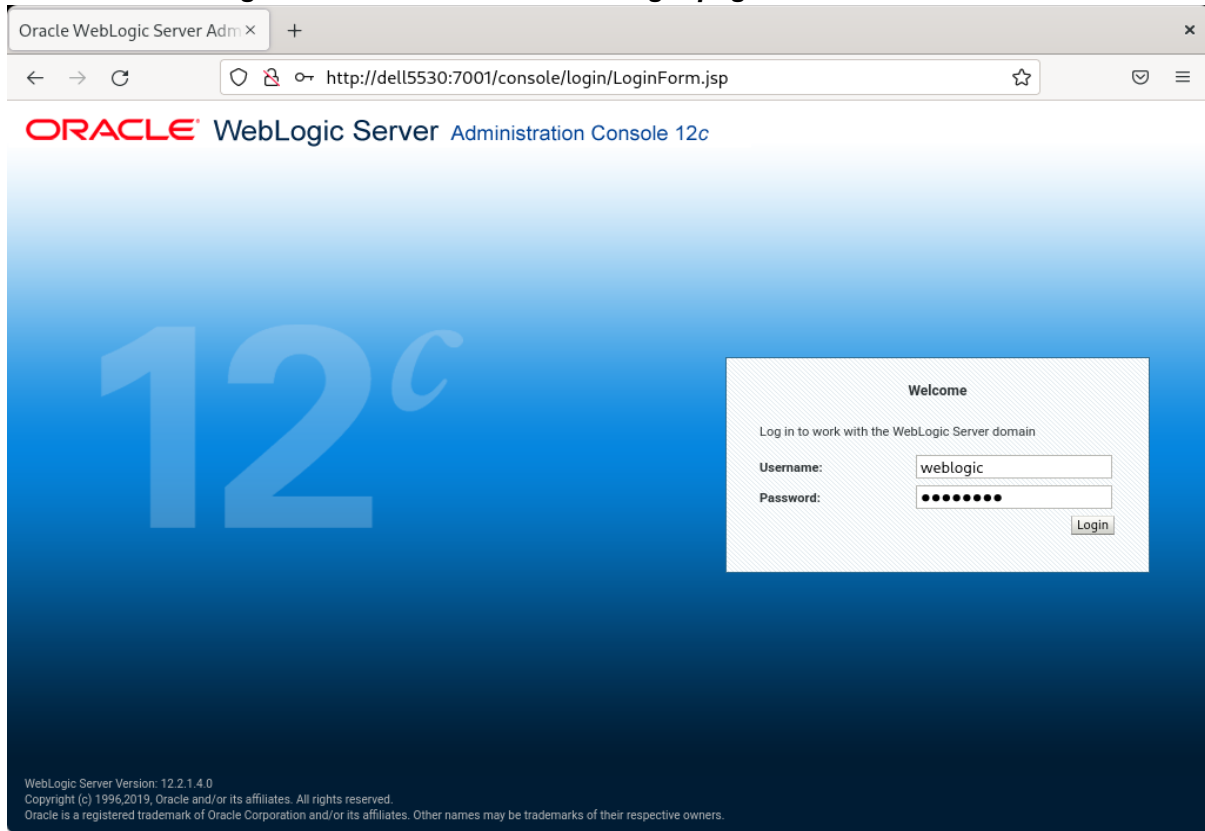 Oracle WebLogic Server Adm × +
http://dell5530:7001/console/login/LoginForm.jsp
ORACLE® WebLogic Server Administration Console 12c
12c
Welcome
Log in to work with the WebLogic Server domain
Username: weblogic
Password: ●●●●●●●●
Login
WebLogic Server Version: 12.2.1.4.0
Copyright (c) 1996,2019, Oracle and/or its affiliates. All rights reserved.
Oracle is a registered trademark of Oracle Corporation and/or its affiliates. Other names may be trademarks of their respective owners.